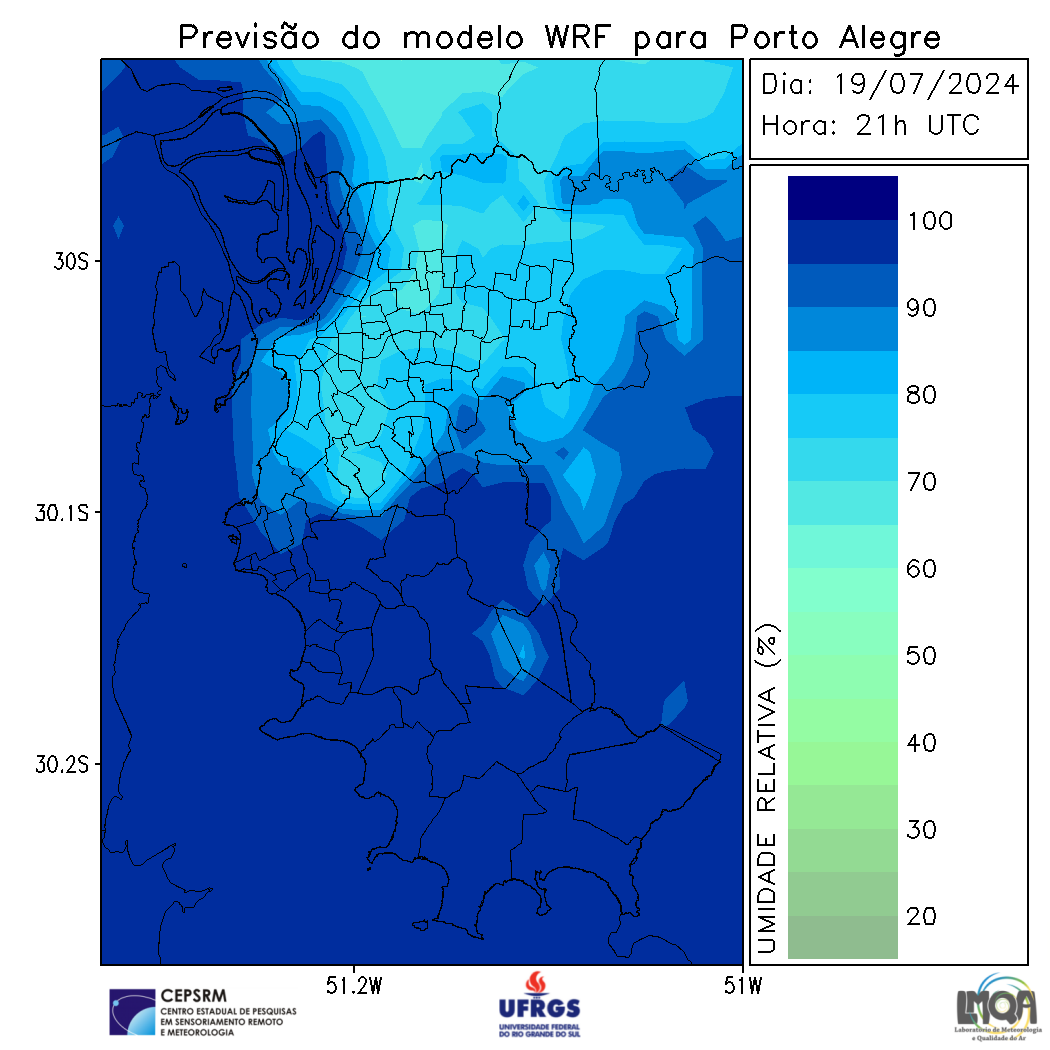 Previsão do modelo WRF para Porto Alegre
Dia: 19/07/2024
Hora: 21h UTC
30S
30.1S
30.2S
51.2W
51W
100
90
80
70
60
50
40
30
20
UMIDADE RELATIVA (%)
CEPSRM
CENTRO ESTADUAL DE PESQUISAS
EM SENSORIAMENTO REMOTO
E METEOROLOGIA
UFRGS
UNIVERSIDADE FEDERAL
DO RIO GRANDE DO SUL
LMQA
Laboratório de Meteorologia
e Qualidade do Ar